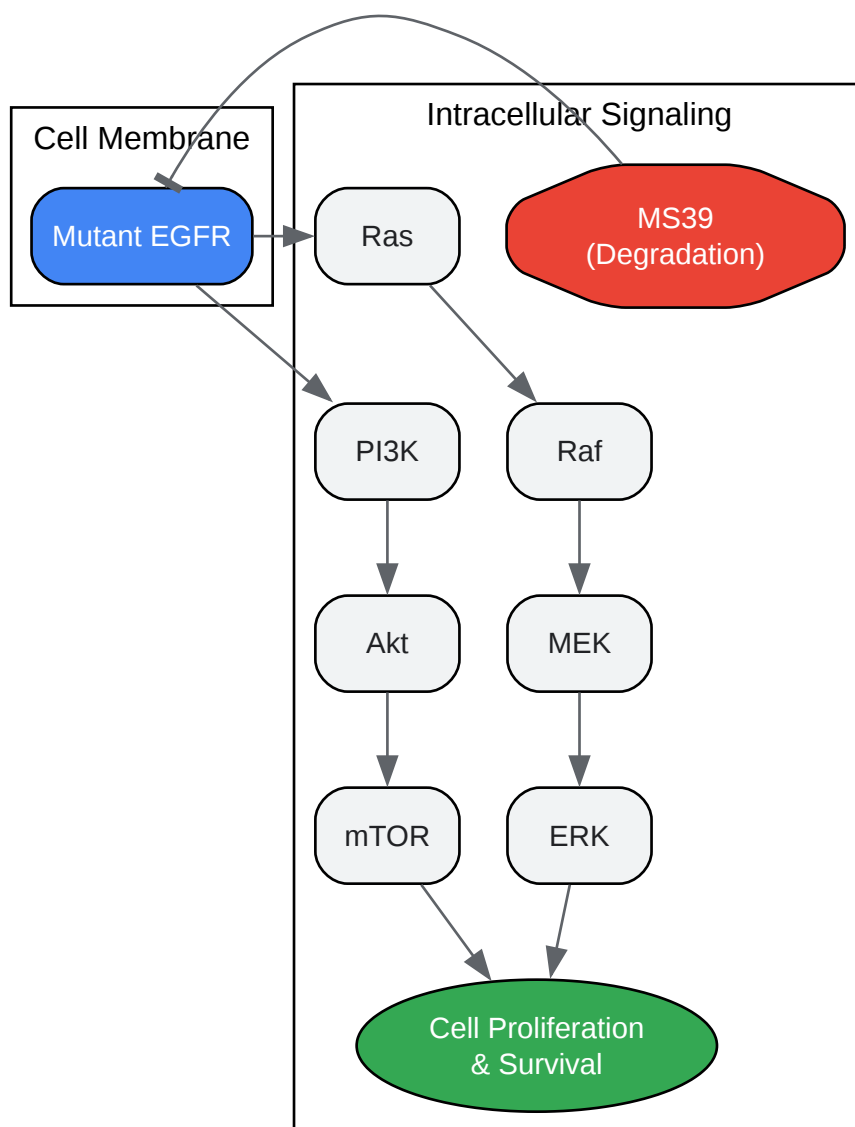 Cell Membrane
Intracellular Signaling
Mutant EGFR
Ras
MS39
(Degradation)
PI3K
Raf
Akt
MEK
mTOR
ERK
Cell Proliferation
& Survival